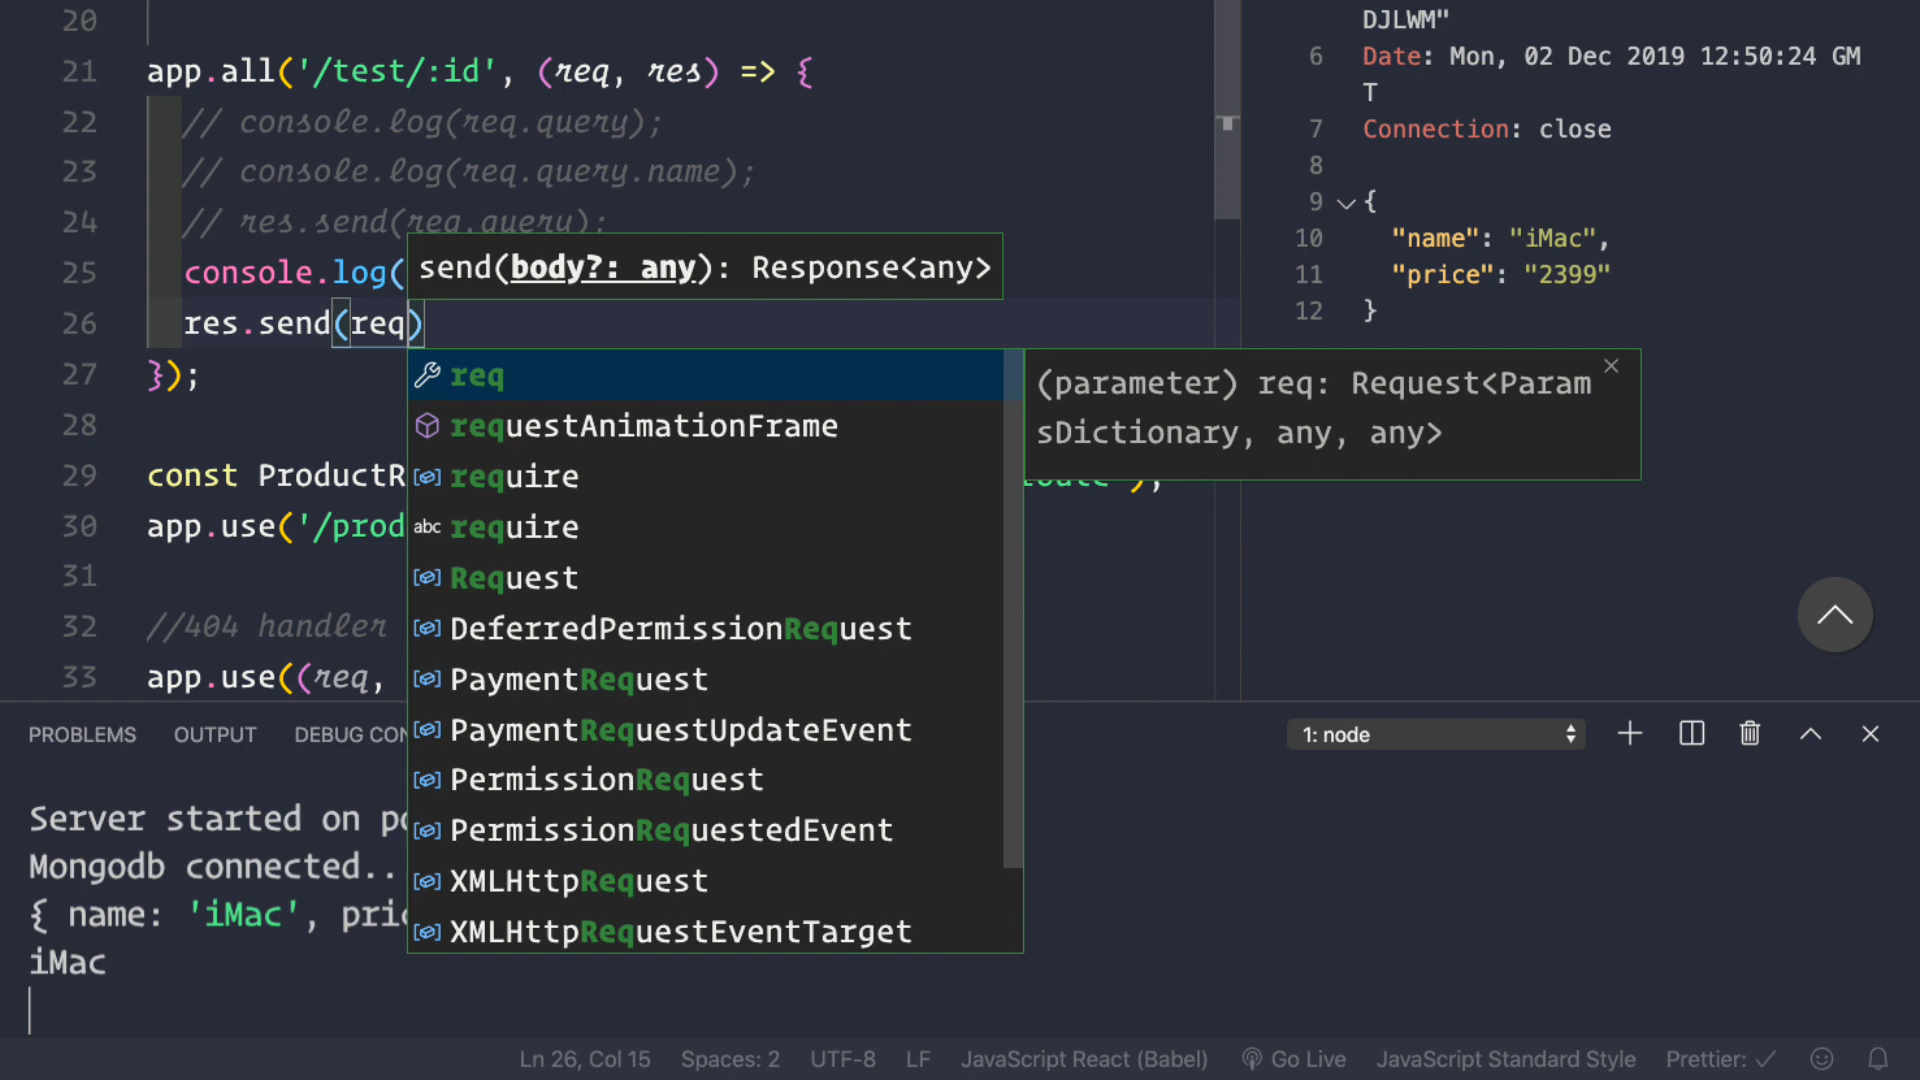 20
21 app.all('/test/:id', (req, res) => {
22 // console.log(req.query);
23 // console.log(req.query.name);
24 // res.send(req.query);
25 console.log(
send(body?: any): Response<any>
26 res.send(req)
27 });
28
29 const ProductR
30 app.use('/prod
31
32 //404 handler
33 app.use((req,
req
requestAnimationFrame
require
abc require
Request
DeferredPermissionRequest
PaymentRequest
PaymentRequestUpdateEvent
PermissionRequest
PermissionRequestedEvent
XMLHttpRequest
XMLHttpRequestEventTarget
(parameter) req: Request<Param
sDictionary, any, any>
DJLWM"
6 Date: Mon, 02 Dec 2019 12:50:24 GM
T
7 Connection: close
8
9 {
10 "name": "iMac",
11 "price": "2399"
12 }
PROBLEMS OUTPUT DEBUG CON
1: node
Server started on po
Mongodb connected..
{ name: 'iMac', pric
iMac
Ln 26, Col 15 Spaces: 2 UTF-8 LF JavaScript React (Babel) Go Live JavaScript Standard Style Prettier: ✓